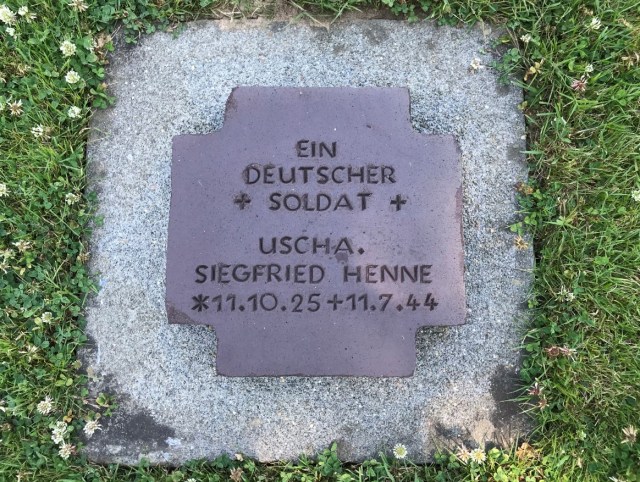 EIN
DEUTSCHER
+ SOLDAT +
USCHA.
SIEGFRIED HENNE
*11.10.25+11.7.44